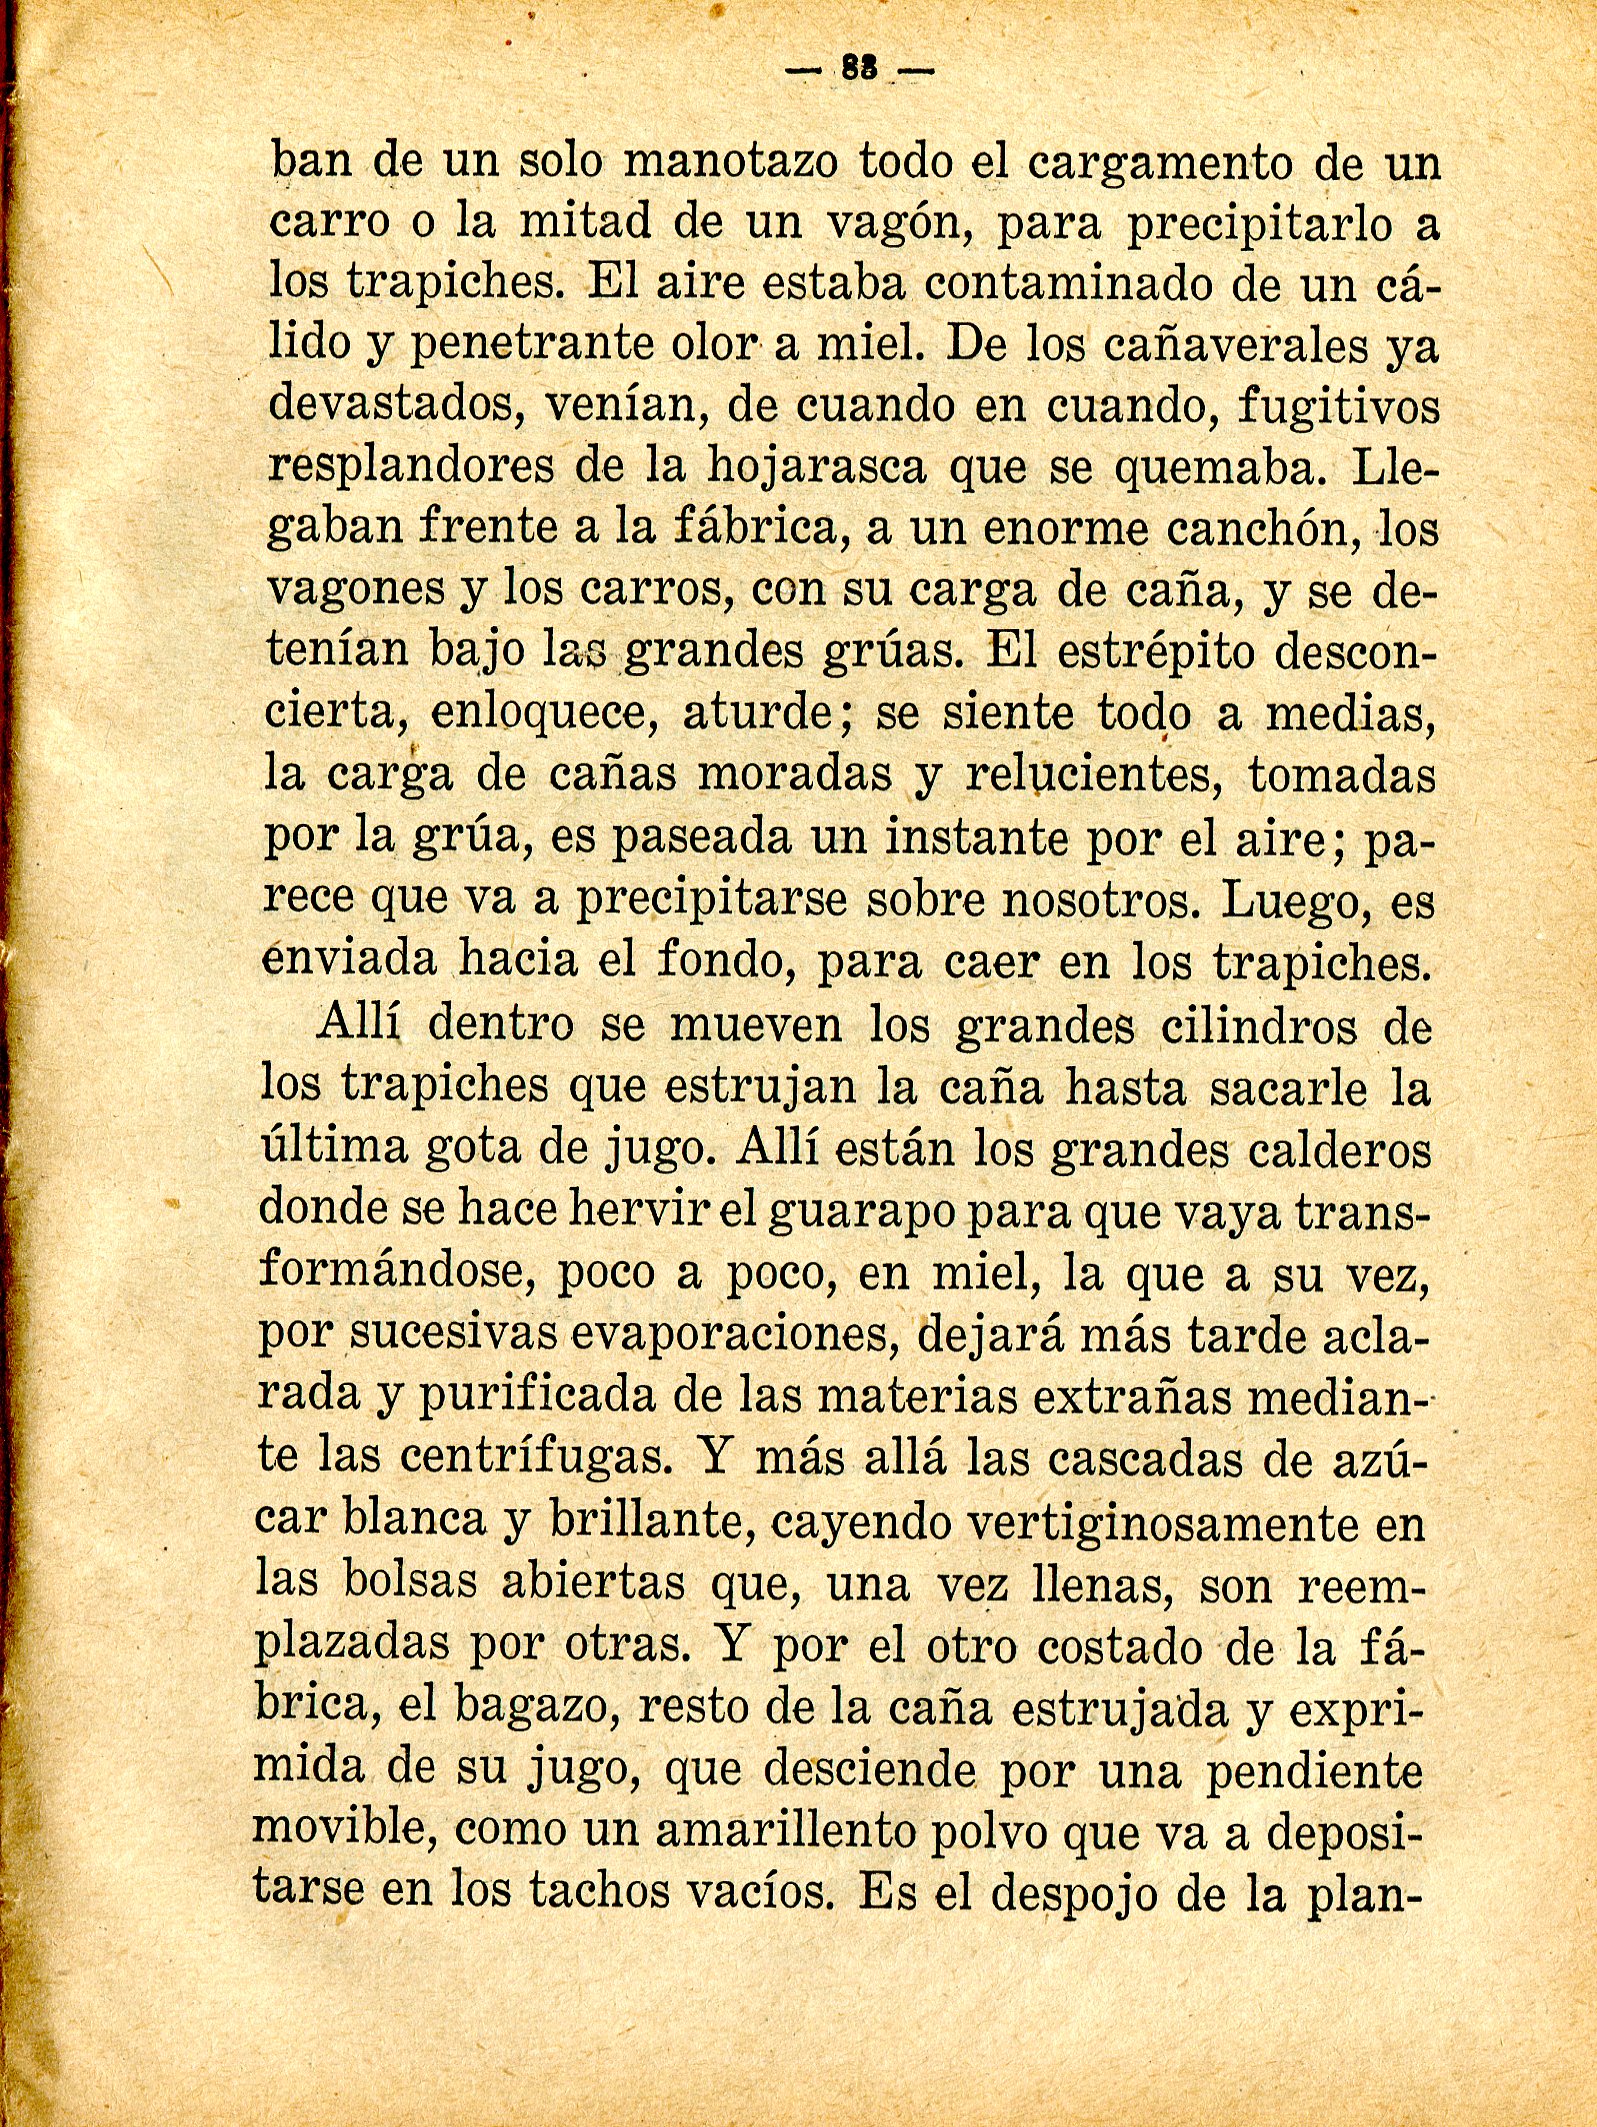 — 88 —
ban de un solo manotazo todo el cargamento de un
carro o la mitad de un vagón, para precipitarlo a
los trapiches. El aire estaba contaminado de un cá-
lido y penetrante olor a miel. De los cañaverales ya
devastados, venían, de cuando en cuando, fugitivos
resplandores de la hojarasca que se quemaba. Lle-
gaban frente a la fábrica, a un enorme canchón, los
vagones y los carros, con su carga de caña, y se de-
tenían bajo las grandes grúas. El estrépito descon-
cierta, enloquece, aturde; se siente todo a medias,
la carga de cañas moradas y relucientes, tomadas
por la grúa, es paseada un instante por el aire; pa-
rece que va a precipitarse sobre nosotros. Luego, es
enviada hacia el fondo, para caer en los trapiches.
Allí dentro se mueven los grandes cilindros de
los trapiches que estrujan la caña hasta sacarle la
última gota de jugo. Allí están los grandes calderos
donde se hace hervir el guarapo para que vaya trans-
formándose, poco a poco, en miel, la que a su vez,
por sucesivas evaporaciones, dejará más tarde acla-
rada y purificada de las materias extrañas median-
te las centrífugas. Y más allá las cascadas de azú-
car blanca y brillante, cayendo vertiginosamente en
las bolsas abiertas que, una vez llenas, son reem-
plazadas por otras. Y por el otro costado de la fá-
brica, el bagazo, resto de la caña estrujada y expri-
mida de su jugo, que desciende por una pendiente
movible, como un amarillento polvo que va a deposi-
tarse en los tachos vacíos. Es el despojo de la plan-